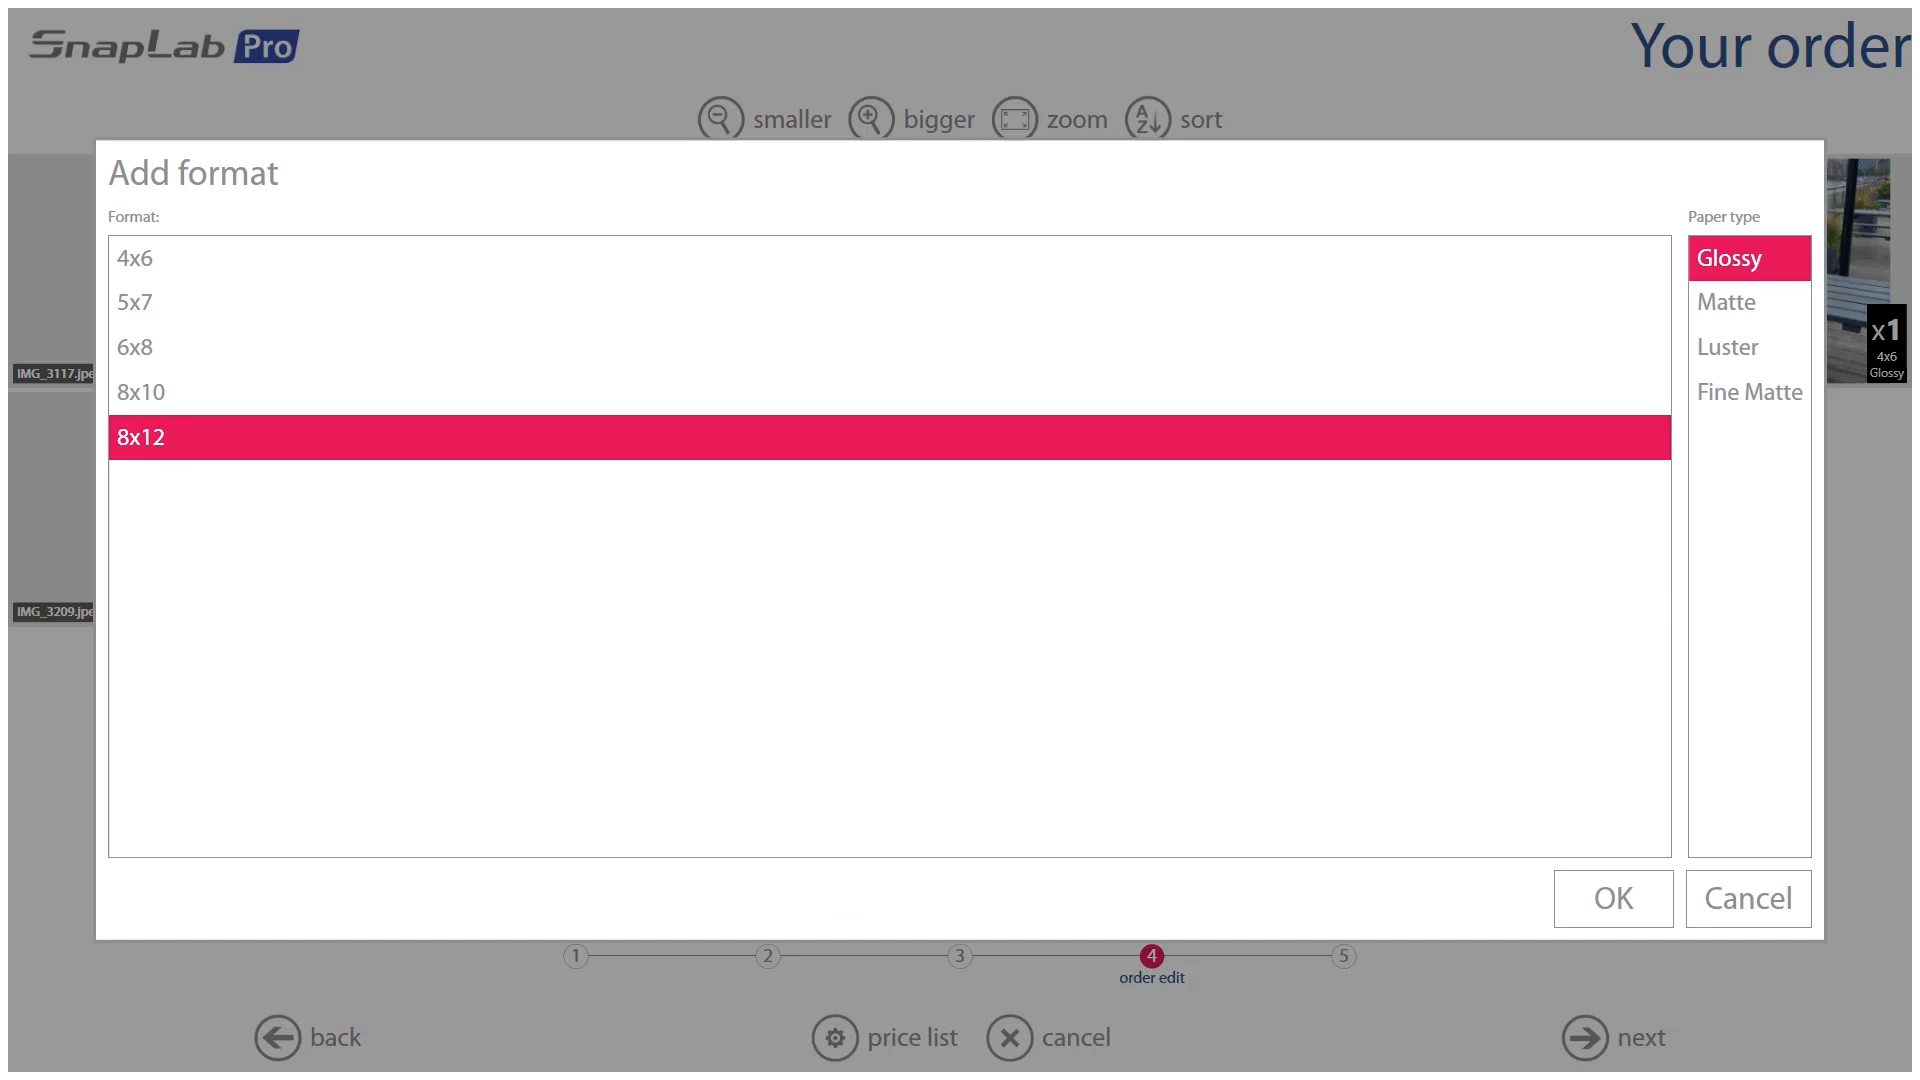 SnapLab Pro
Your order
smaller
bigger
zoom
A
Z
sort
Add format
Format:
Paper type
4x6
5x7
6x8
8x10
8x12
Glossy
Matte
Luster
Fine Matte
IMG_3117.jpe
IMG_3209.jpe
x1
4x6
Glossy
OK
Cancel
1
2
3
4
5
order edit
back
price list
cancel
next